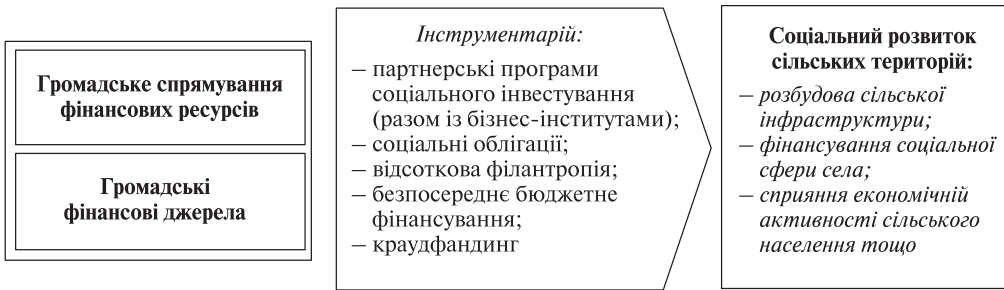 Громадське спрямування
фінансових ресурсів
Громадські
фінансові джерела
Інструментарій:
– партнерські програми
соціального інвестування
(разом із бізнес-інститутами);
– соціальні облігації;
– відсоткова філантропія;
– безпосереднє бюджетне
фінансування;
– краудфандинг
Соціальний розвиток
сільських територій:
– розбудова сільської
інфраструктури;
– фінансування соціальної
сфери села;
– сприяння економічній
активності сільського
населення тощо